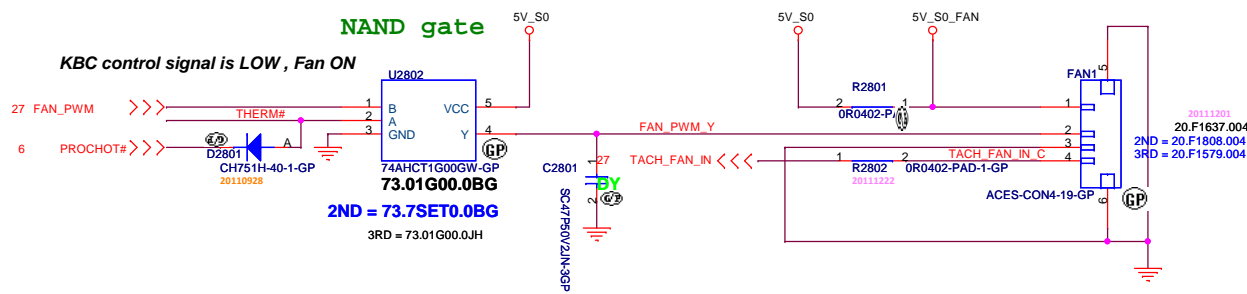 NAND gate
KBC control signal is LOW , Fan ON
5V_S0
5V_S0
5V_S0_FAN
U2802
FAN1
27 FAN_PWM
THERM#
1 B
2 A
3 GND
VCC 5
Y 4
R2801
2 1
0R0402-PA
5
1
2
3
4
6
20111201
20.F1637.004
2ND = 20.F1808.004
3RD = 20.F1579.004
FAN_PWM_Y
6 PROCHOT#
A
D2801
CH751H-40-1-GP
20110928
GP
74AHCT1G00GW-GP
73.01G00.0BG
2ND = 73.7SET0.0BG
3RD = 73.01G00.0JH
C2801
1
DY
2
SC47P50V2JN-3GP
27 TACH_FAN_IN
1 2
R2802
0R0402-PAD-1-GP
20111222
TACH_FAN_IN_C
ACES-CON4-19-GP
GP